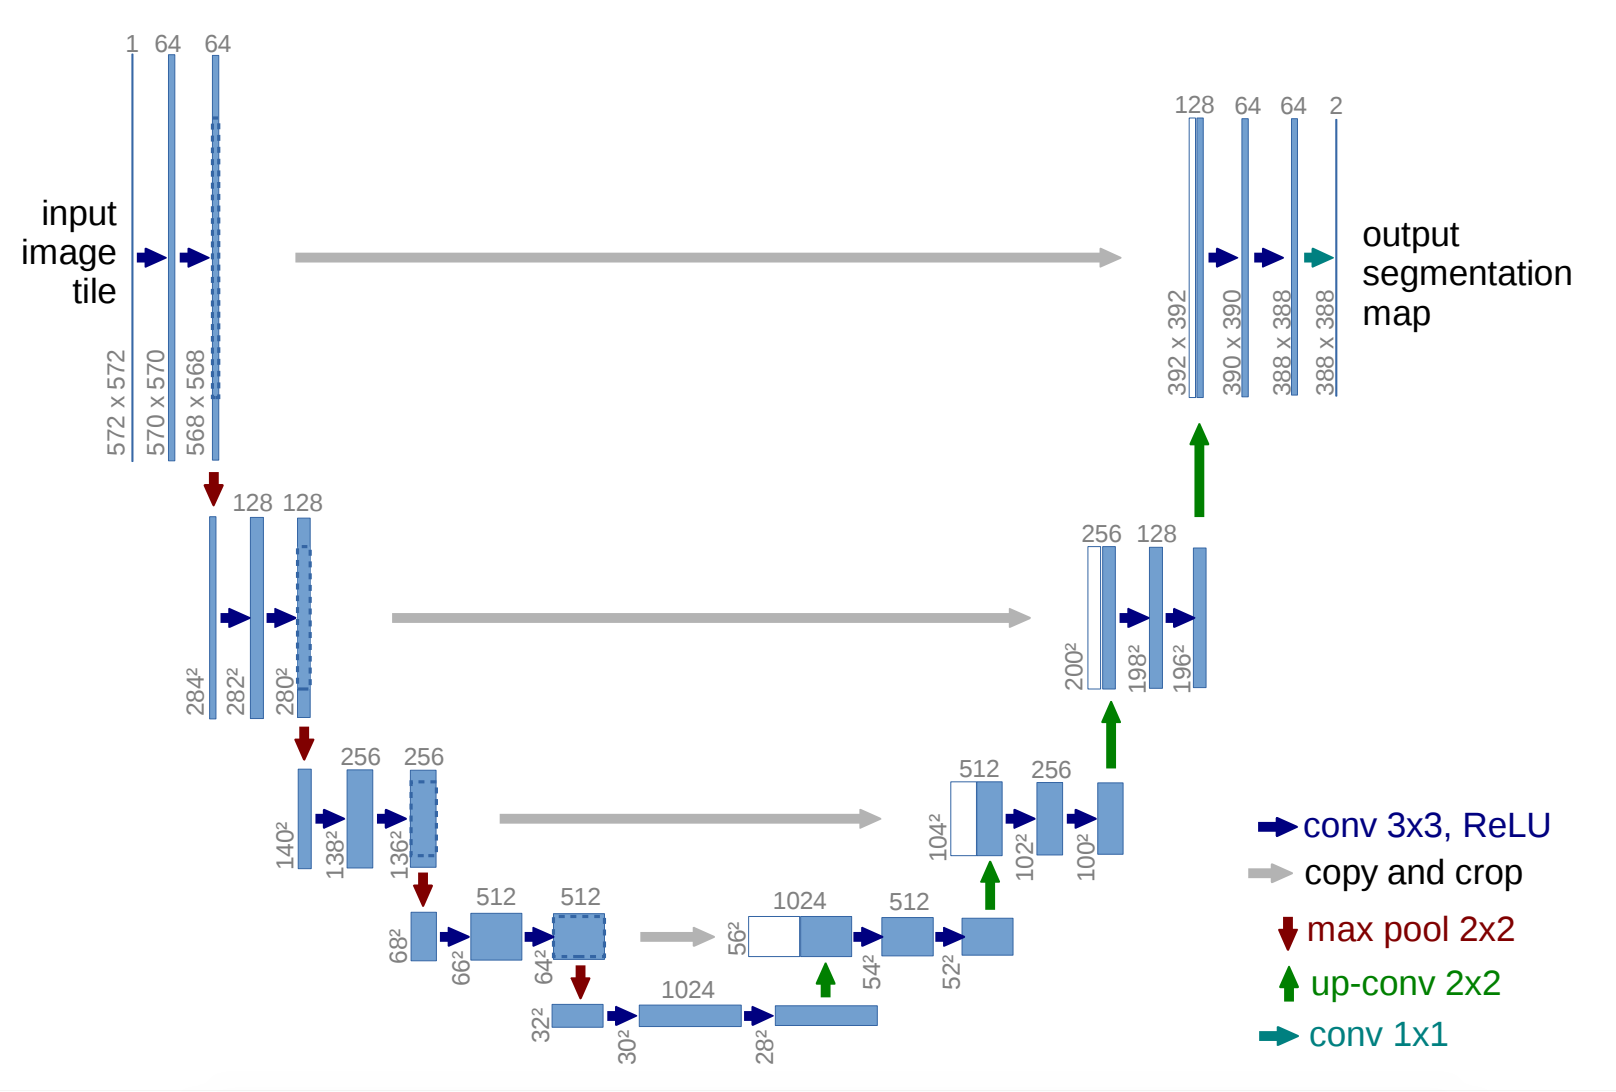 1 64 64
input
image
tile
572 x 572
570 x 570
568 x 568
128 64 64 2
output
segmentation
map
392 x 392
390 x 390
388 x 388
388 x 388
128 128
284²
282²
280²
256 128
200²
198²
196²
256 256
140²
138²
136²
512 256
104²
102²
100²
512 512
68²
66²
64²
1024 512
56²
54²
52²
1024
32²
30²
28²
conv 3x3, ReLU
copy and crop
max pool 2x2
up-conv 2x2
conv 1x1